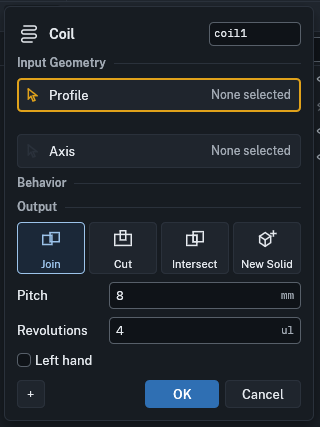 Coil coil1
Input Geometry
Profile None selected
Axis None selected
Behavior
Output
Join Cut Intersect New Solid
Pitch 8 mm
Revolutions 4 ul
Left hand
+ OK Cancel